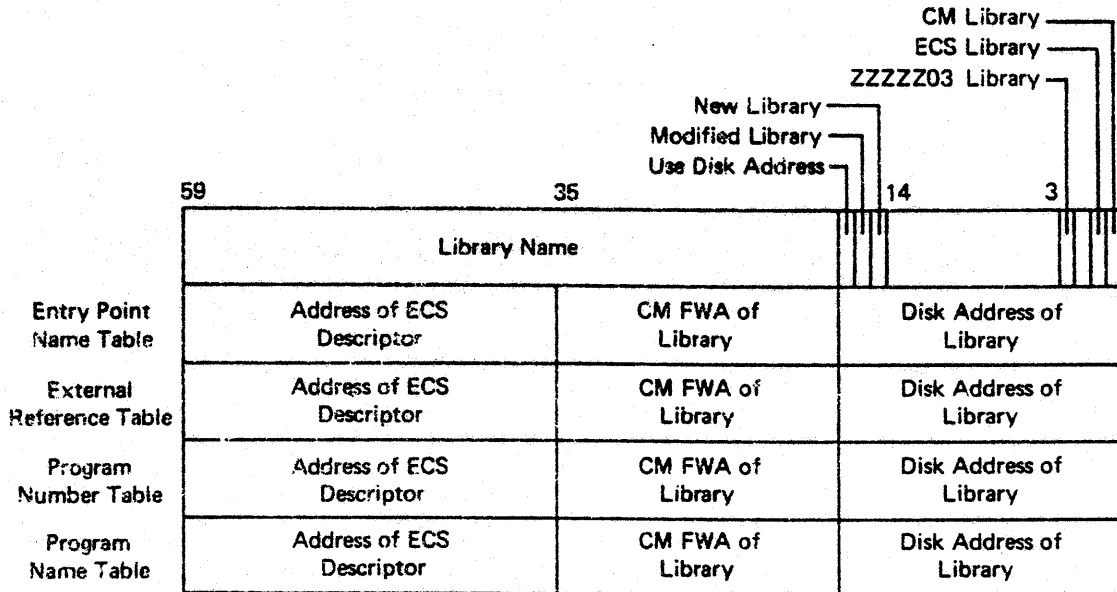 CM Library
ECS Library
ZZZZZ03 Library
New Library
Modified Library
Use Disk Address
59 35 14 3
Library Name
Entry Point
Name Table
Address of ECS
Descriptor
CM FWA of
Library
Disk Address of
Library
External
Reference Table
Address of ECS
Descriptor
CM FWA of
Library
Disk Address of
Library
Program
Number Table
Address of ECS
Descriptor
CM FWA of
Library
Disk Address of
Library
Program
Name Table
Address of ECS
Descriptor
CM FWA of
Library
Disk Address of
Library